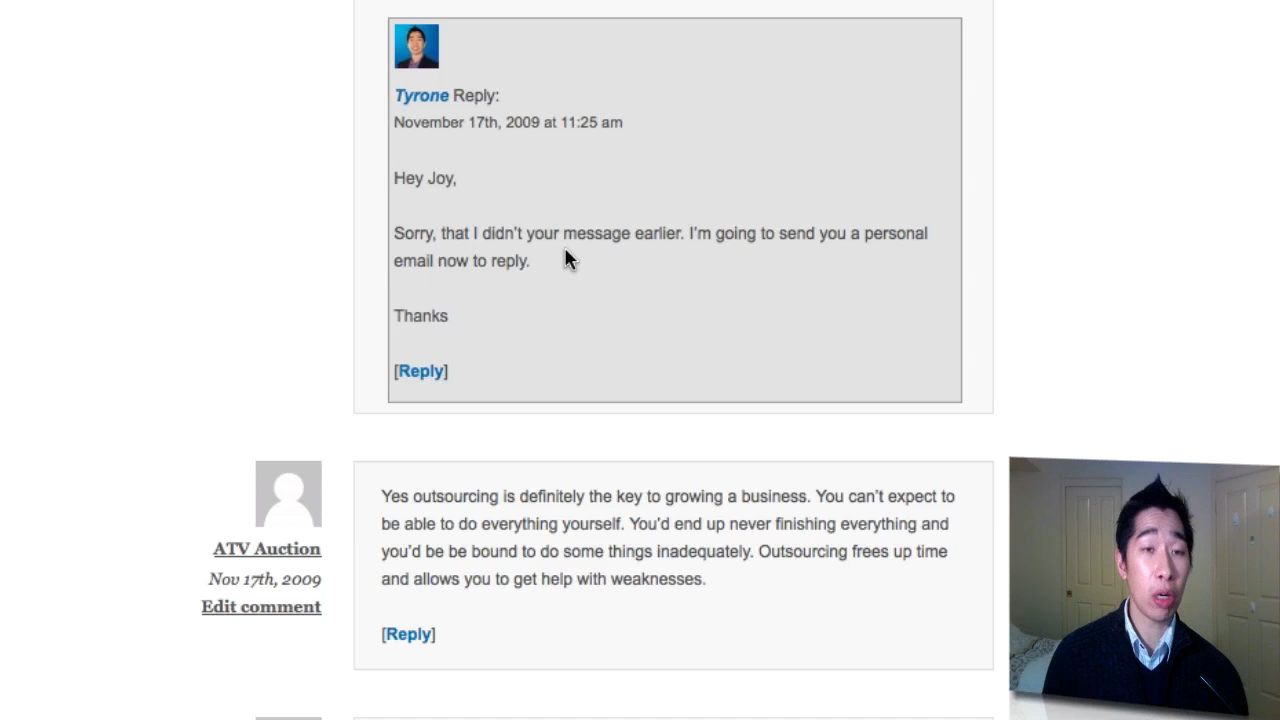 Tyrone Reply:
November 17th, 2009 at 11:25 am
Hey Joy,
Sorry, that I didn't your message earlier. I'm going to send you a personal
email now to reply.
Thanks
[Reply]
ATV Auction
Nov 17th, 2009
Edit comment
Yes outsourcing is definitely the key to growing a business. You can't expect to
be able to do everything yourself. You'd end up never finishing everything and
you'd be be bound to do some things inadequately. Outsourcing frees up time
and allows you to get help with weaknesses.
[Reply]